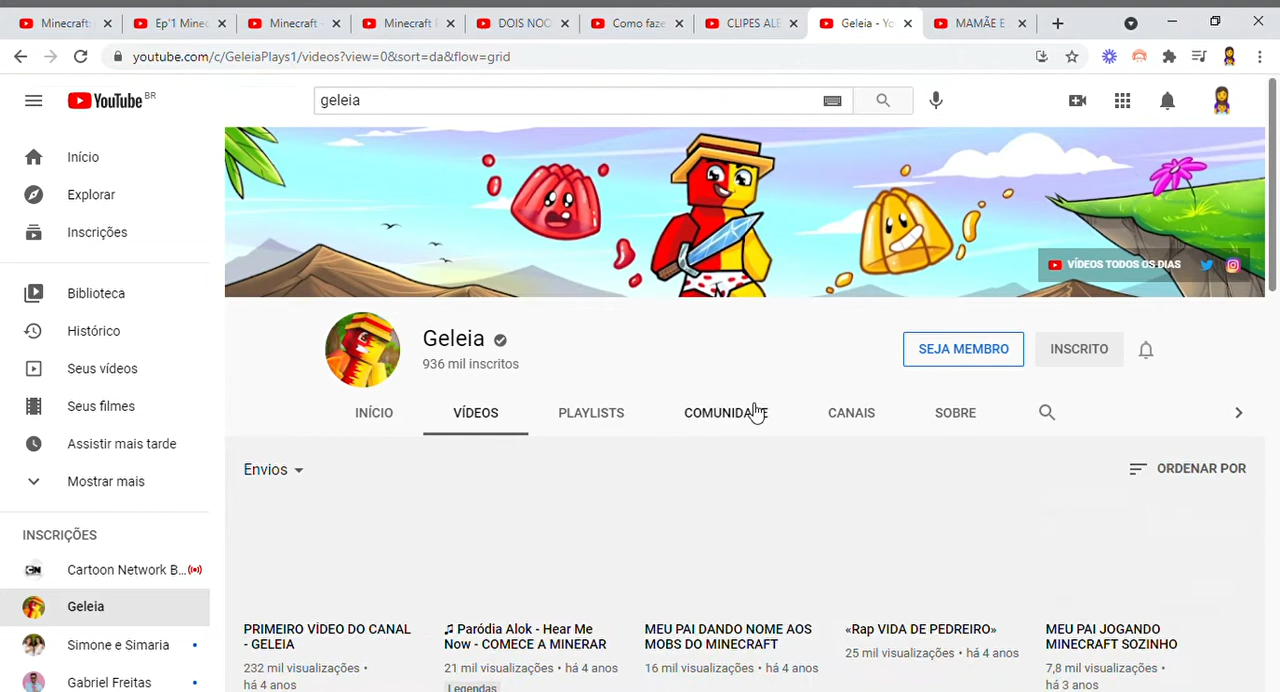 Minecraft:
Ep'1 Minec
Minecraft -
Minecraft
DOIS NOO
Como faze
CLIPES ALE
Geleia - Yo
MAMÃE E
youtube.com/c/GeleiaPlays1/videos?view=0&sort=da&flow=grid
YouTube BR
geleia
Início
Explorar
Inscrições
Biblioteca
Histórico
Seus vídeos
Seus filmes
Assistir mais tarde
Mostrar mais
INSCRIÇÕES
Cartoon Network B...
Geleia
Simone e Simaria
Gabriel Freitas
VÍDEOS TODOS OS DIAS
Geleia
936 mil inscritos
SEJA MEMBRO
INSCRITO
INÍCIO
VÍDEOS
PLAYLISTS
COMUNIDADE
CANAIS
SOBRE
Envios
ORDENAR POR
PRIMEIRO VÍDEO DO CANAL
- GELEIA
232 mil visualizações •
há 4 anos
♫ Paródia Alok - Hear Me
Now - COMECE A MINERAR
21 mil visualizações • há 4 anos
Legendas
MEU PAI DANDO NOME AOS
MOBS DO MINECRAFT
16 mil visualizações • há 4 anos
«Rap VIDA DE PEDREIRO»
25 mil visualizações • há 4 anos
MEU PAI JOGANDO
MINECRAFT SOZINHO
7,8 mil visualizações •
há 3 anos